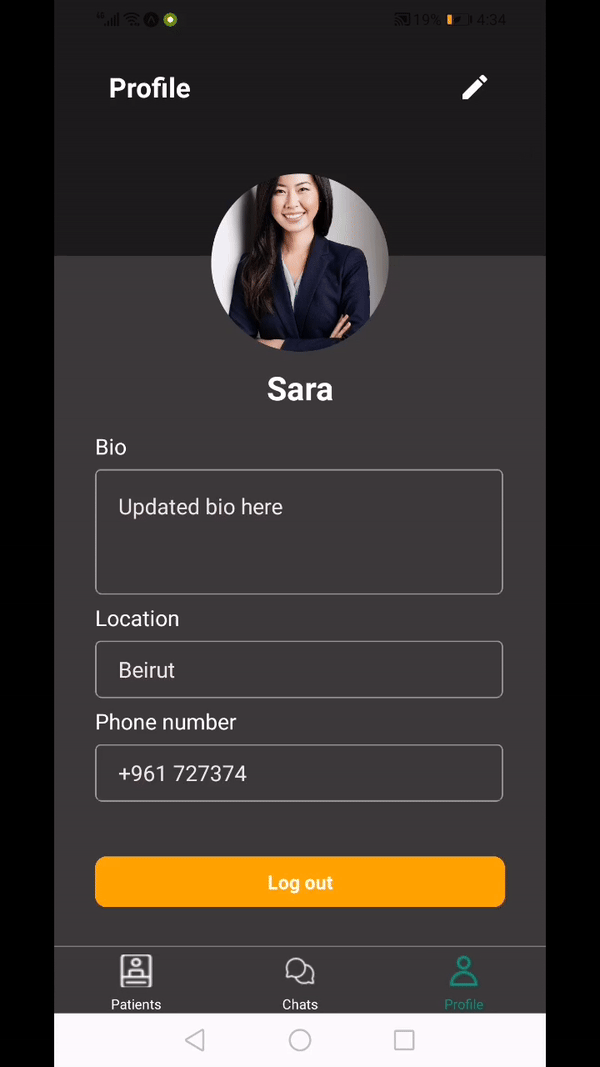 19% 4:34
Profile
Sara
Bio
Updated bio here
Location
Beirut
Phone number
+961 727374
Log out
Patients Chats Profile